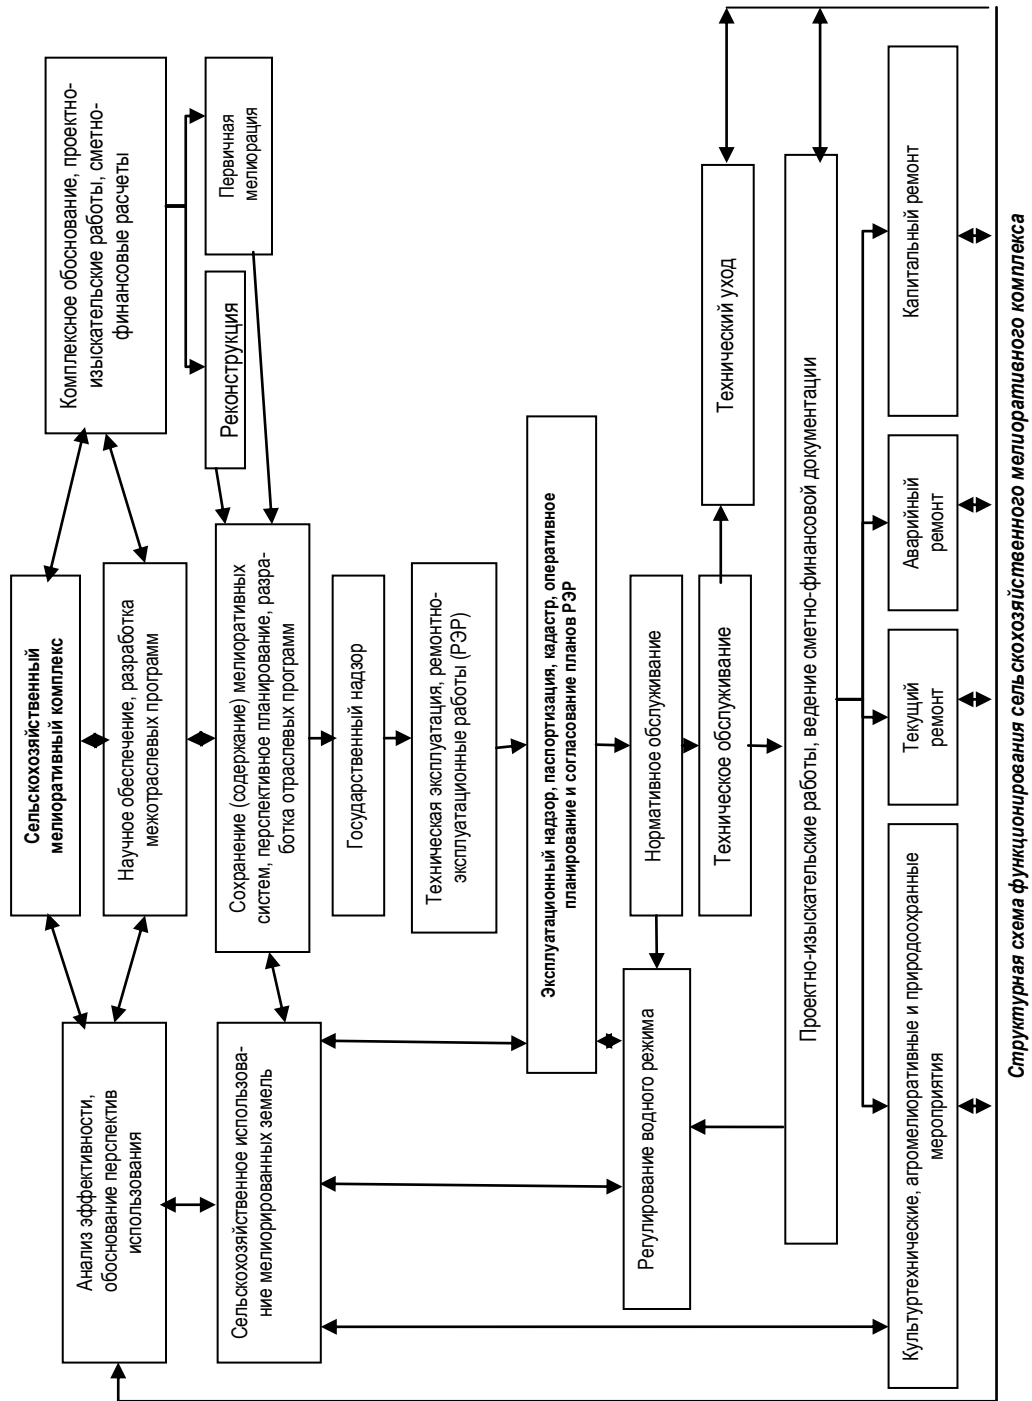 Сельскохозяйственный
мелиоративный комплекс
Анализ эффективности,
обоснование перспектив
использования
Научное обеспечение, разработка
межотраслевых программ
Комплексное обоснование, проектно-
изыскательские работы, сметно-
финансовые расчеты
Реконструкция
Первичная
мелиорация
Сельскохозяйственное использова-
ние мелиорированных земель
Сохранение (содержание) мелиоративных
систем, перспективное планирование, разра-
ботка отраслевых программ
Государственный надзор
Техническая эксплуатация, ремонтно-
эксплуатационные работы (РЭР)
Эксплуатационный надзор, паспортизация, кадастр, оперативное
планирование и согласование планов РЭР
Регулирование водного режима
Нормативное обслуживание
Техническое обслуживание
Технический уход
Проектно-изыскательские работы, ведение сметно-финансовой документации
Культуртехнические, агромелиоративные и природоохранные
мероприятия
Текущий
ремонт
Аварийный
ремонт
Капитальный ремонт
Структурная схема функционирования сельскохозяйственного мелиоративного комплекса